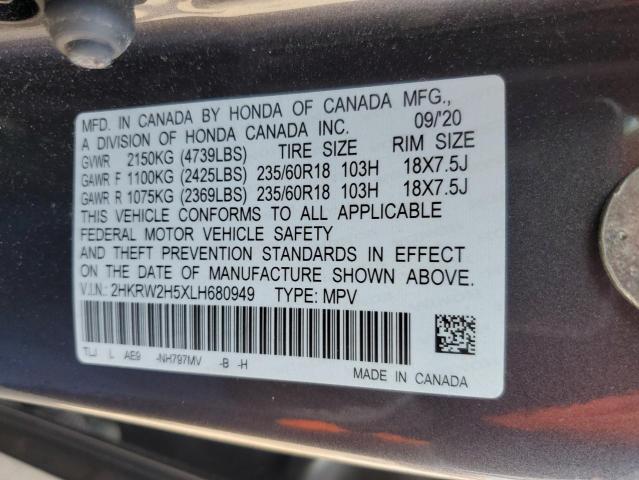 MFD. IN CANADA BY HONDA OF CANADA MFG.,
A DIVISION OF HONDA CANADA INC. 09/'20
GVWR 2150KG (4739LBS) TIRE SIZE RIM SIZE
GAWR F 1100KG (2425LBS) 235/60R18 103H 18X7.5J
GAWR R 1075KG (2369LBS) 235/60R18 103H 18X7.5J
THIS VEHICLE CONFORMS TO ALL APPLICABLE
FEDERAL MOTOR VEHICLE SAFETY
AND THEFT PREVENTION STANDARDS IN EFFECT
ON THE DATE OF MANUFACTURE SHOWN ABOVE.
V.I.N.: 2HKRW2H5XLH680949 TYPE: MPV
TLJ L AE9 -NH797MV -B -H
MADE IN CANADA